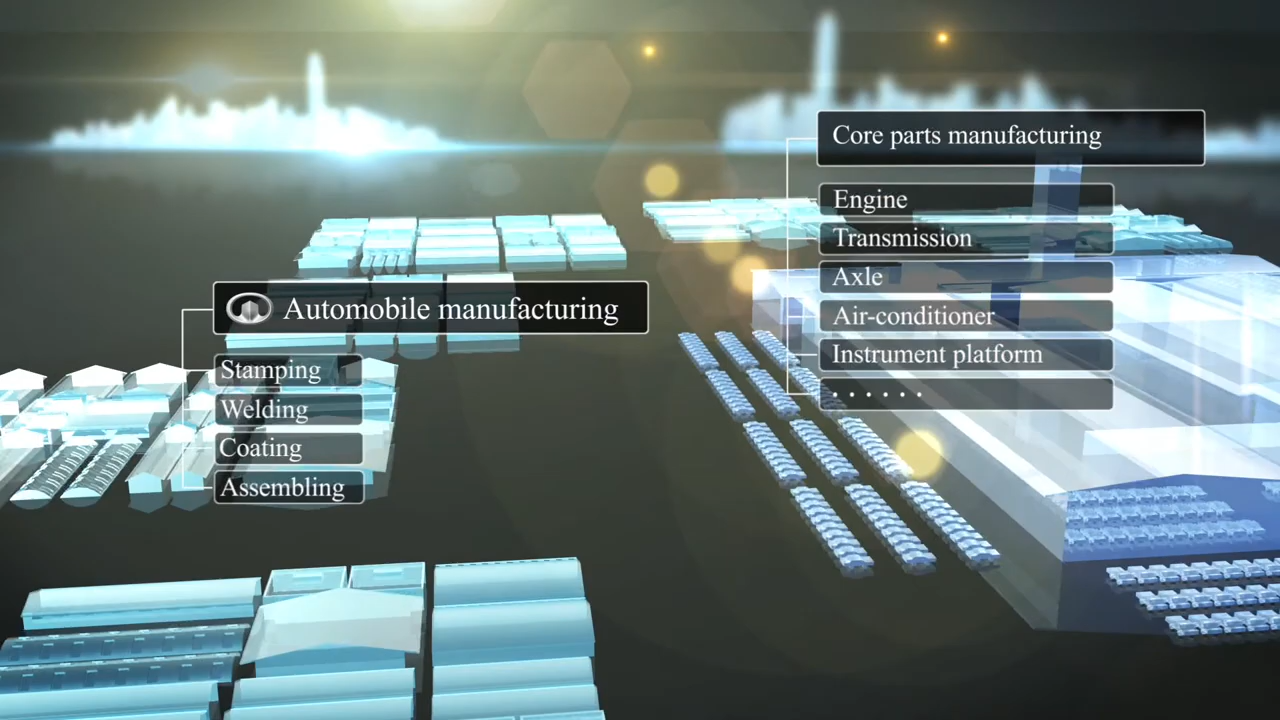 Automobile manufacturing
Stamping
Welding
Coating
Assembling
Core parts manufacturing
Engine
Transmission
Axle
Air-conditioner
Instrument platform
......